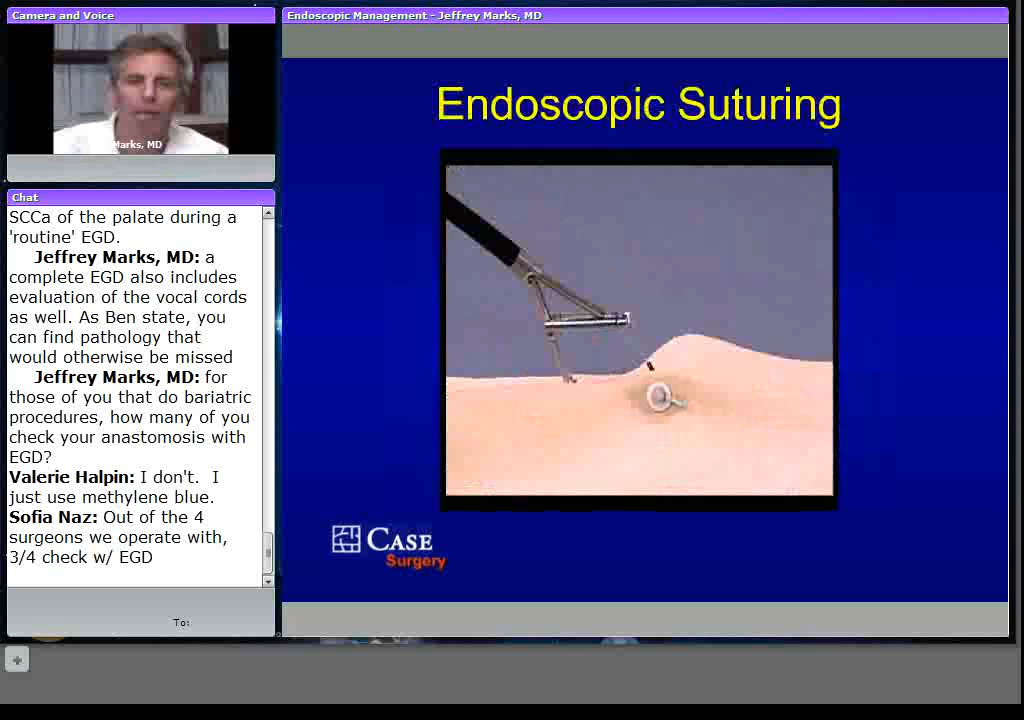 Camera and Voice
Marks, MD
Chat
SCCa of the palate during a
'routine' EGD.
Jeffrey Marks, MD: a
complete EGD also includes
evaluation of the vocal cords
as well. As Ben state, you
can find pathology that
would otherwise be missed
Jeffrey Marks, MD: for
those of you that do bariatric
procedures, how many of you
check your anastomosis with
EGD?
Valerie Halpin: I don't. I
just use methylene blue.
Sofia Naz: Out of the 4
surgeons we operate with,
3/4 check w/ EGD
To:
Endoscopic Management - Jeffrey Marks, MD
Endoscopic Suturing
CASE
Surgery